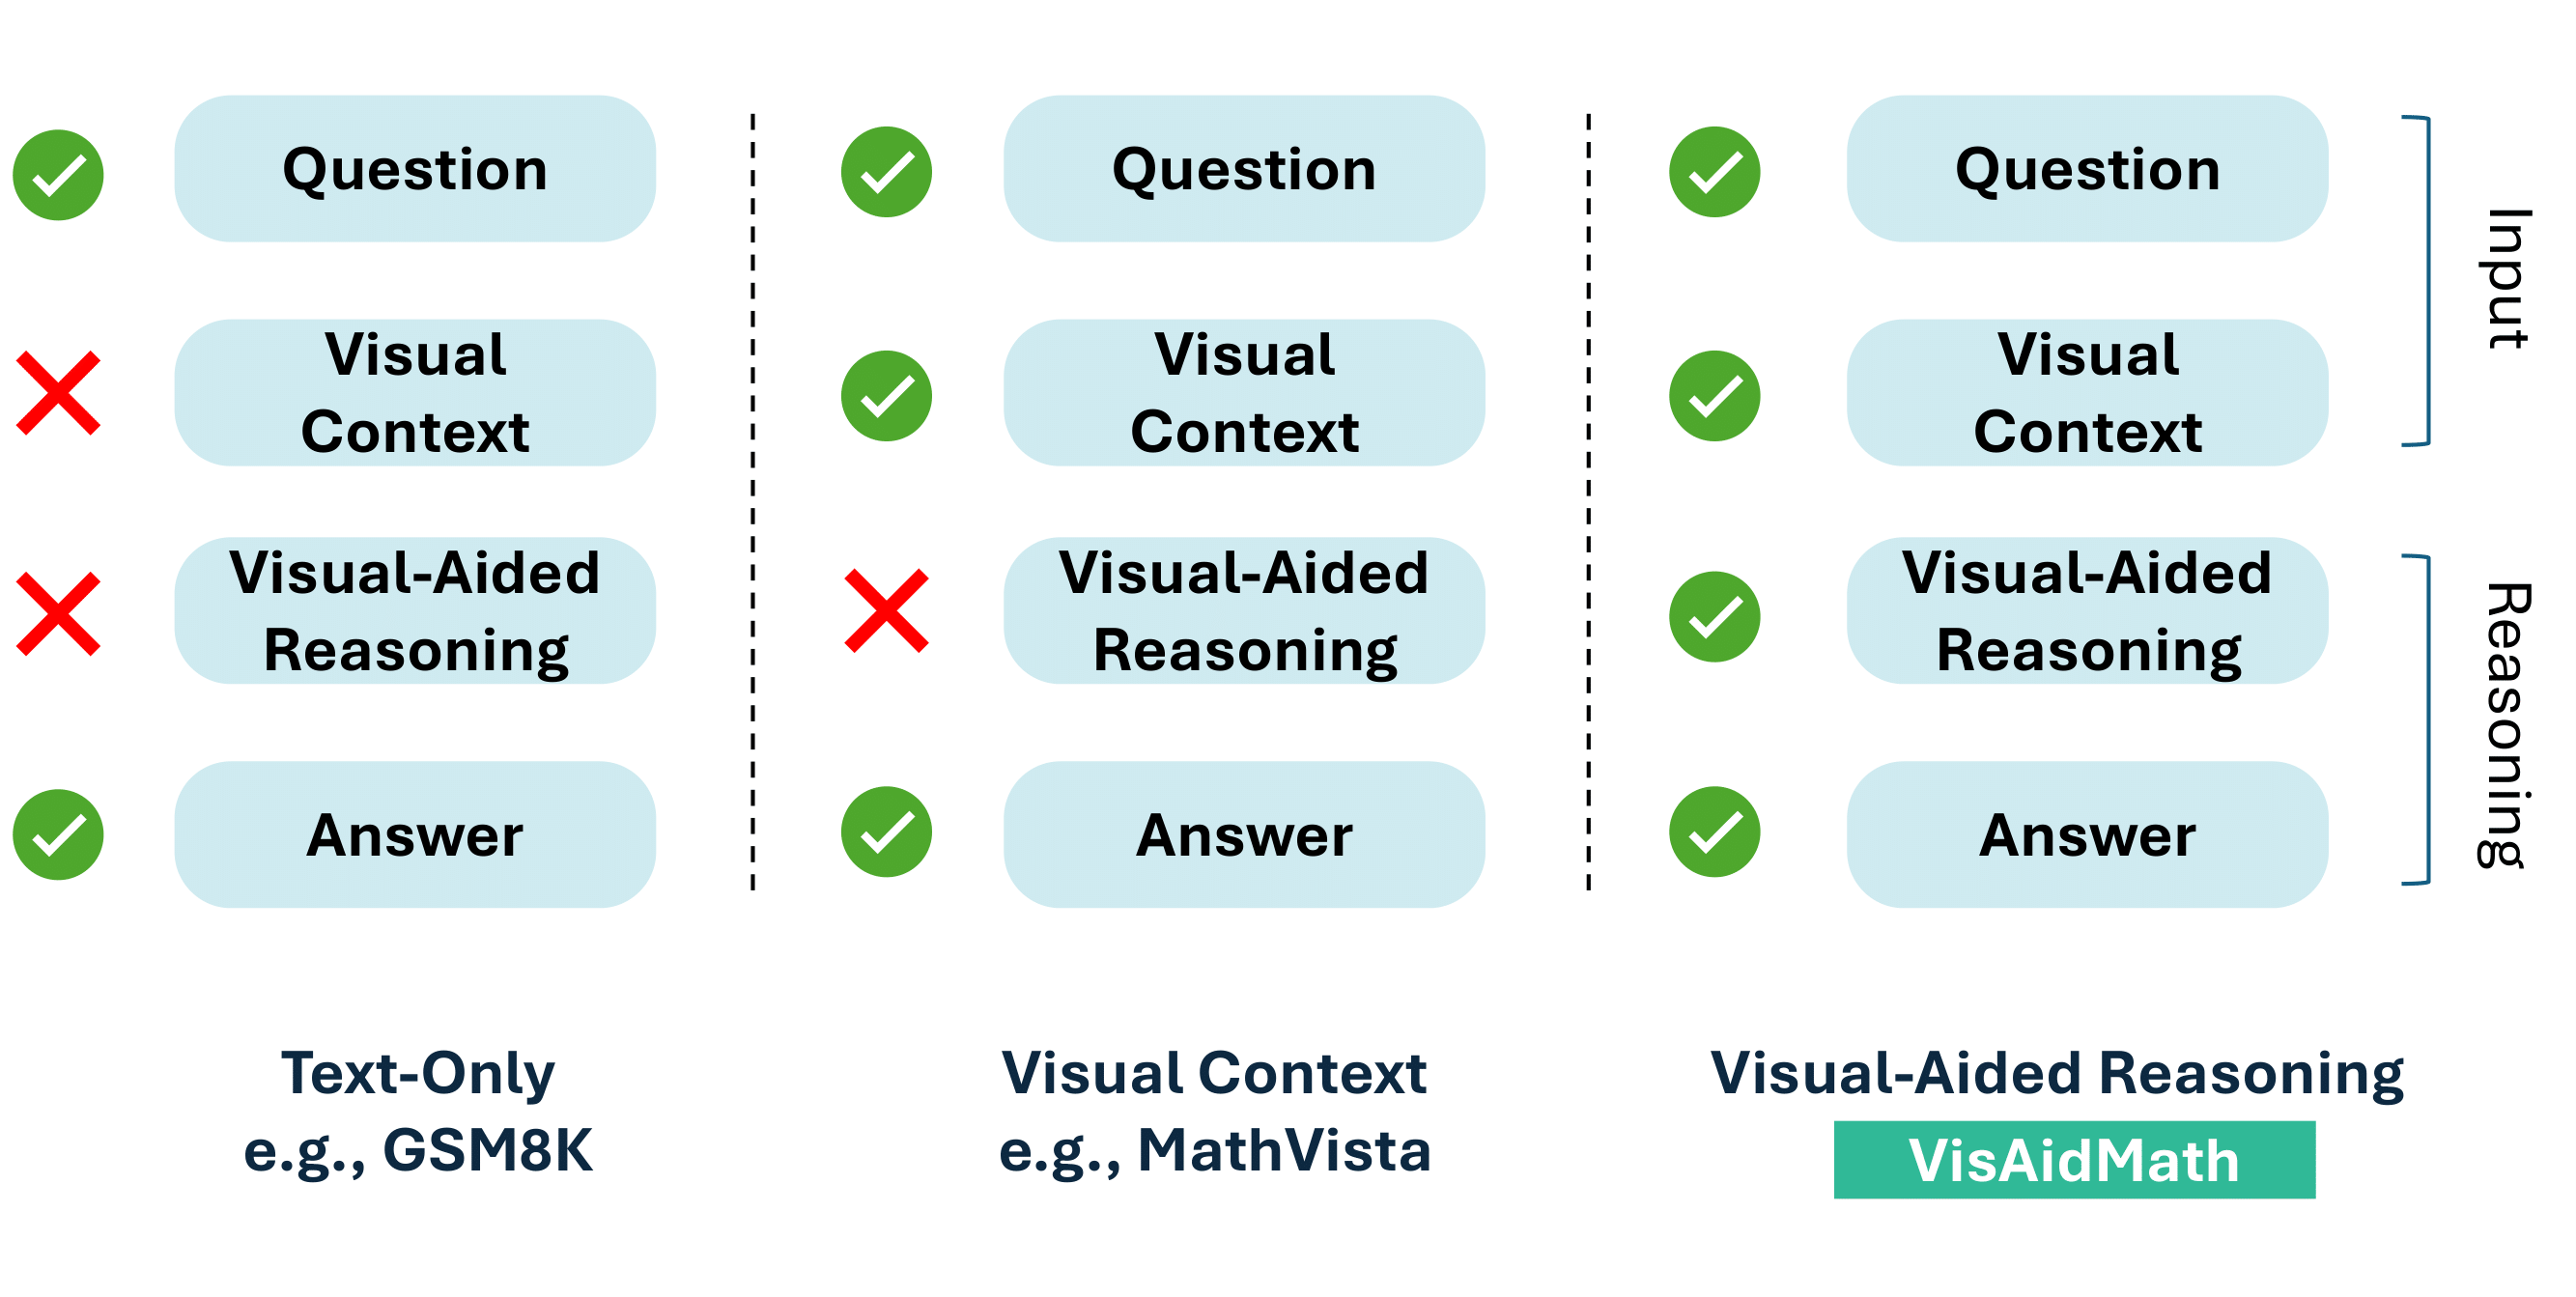 Question
Visual
Context
Visual-Aided
Reasoning
Answer
Text-Only
e.g., GSM8K
Question
Visual
Context
Visual-Aided
Reasoning
Answer
Visual Context
e.g., MathVista
Question
Visual
Context
Visual-Aided
Reasoning
Answer
Visual-Aided Reasoning
VisAidMath
Input
Reasoning